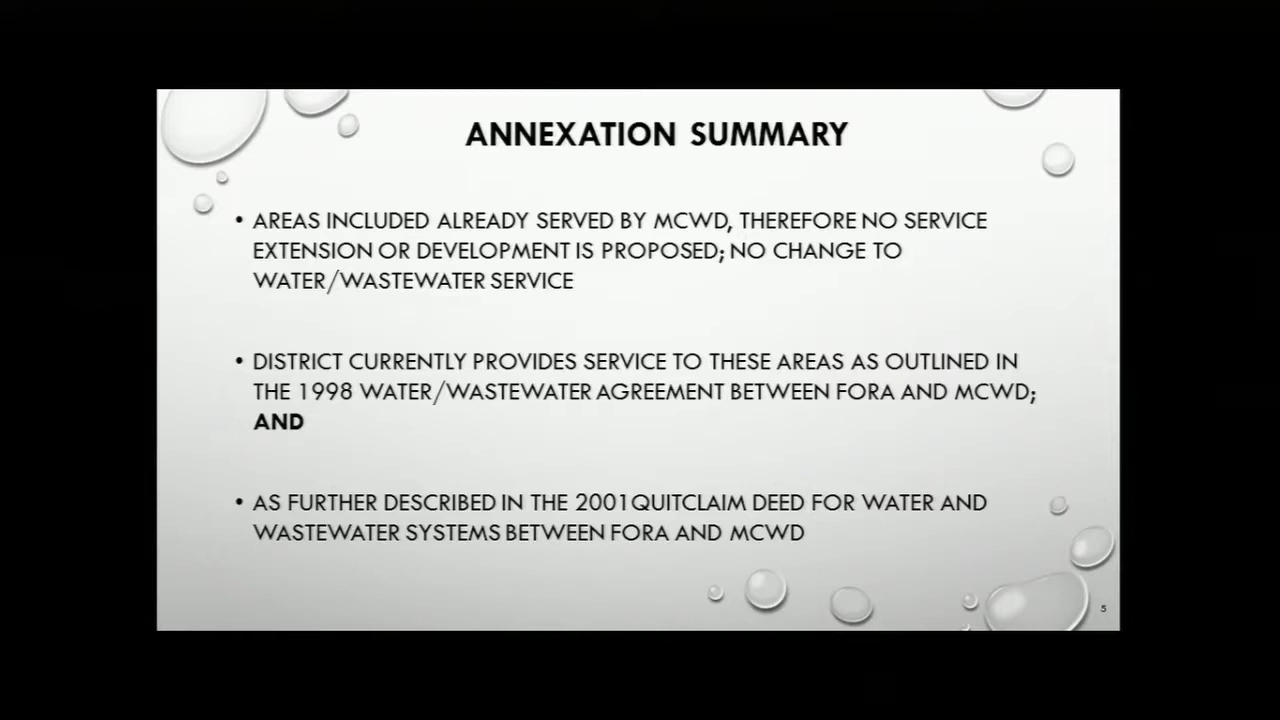 ANNEXATION SUMMARY
• AREAS INCLUDED ALREADY SERVED BY MCWD, THEREFORE NO SERVICE
EXTENSION OR DEVELOPMENT IS PROPOSED; NO CHANGE TO
WATER/WASTEWATER SERVICE
• DISTRICT CURRENTLY PROVIDES SERVICE TO THESE AREAS AS OUTLINED IN
THE 1998 WATER/WASTEWATER AGREEMENT BETWEEN FORA AND MCWD;
AND
• AS FURTHER DESCRIBED IN THE 2001QUITCLAIM DEED FOR WATER AND
WASTEWATER SYSTEMS BETWEEN FORA AND MCWD
5